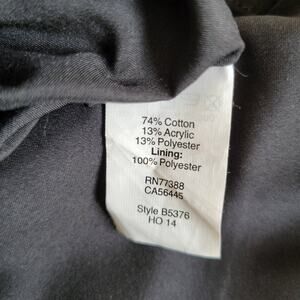 74% Cotton
13% Acrylic
13% Polyester
Lining:
100% Polyester
RN77388
CA56445
Style B5376
HO 14